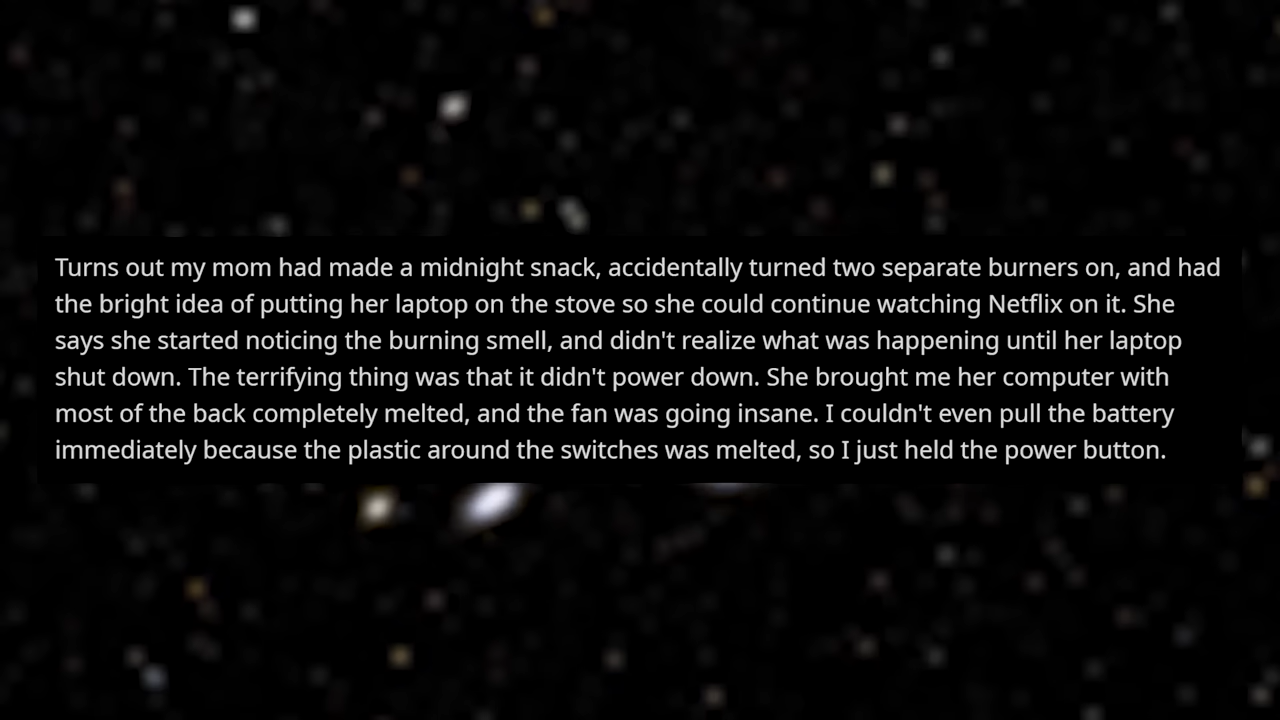 Turns out my mom had made a midnight snack, accidentally turned two separate burners on, and had
the bright idea of putting her laptop on the stove so she could continue watching Netflix on it. She
says she started noticing the burning smell, and didn't realize what was happening until her laptop
shut down. The terrifying thing was that it didn't power down. She brought me her computer with
most of the back completely melted, and the fan was going insane. I couldn't even pull the battery
immediately because the plastic around the switches was melted, so I just held the power button.